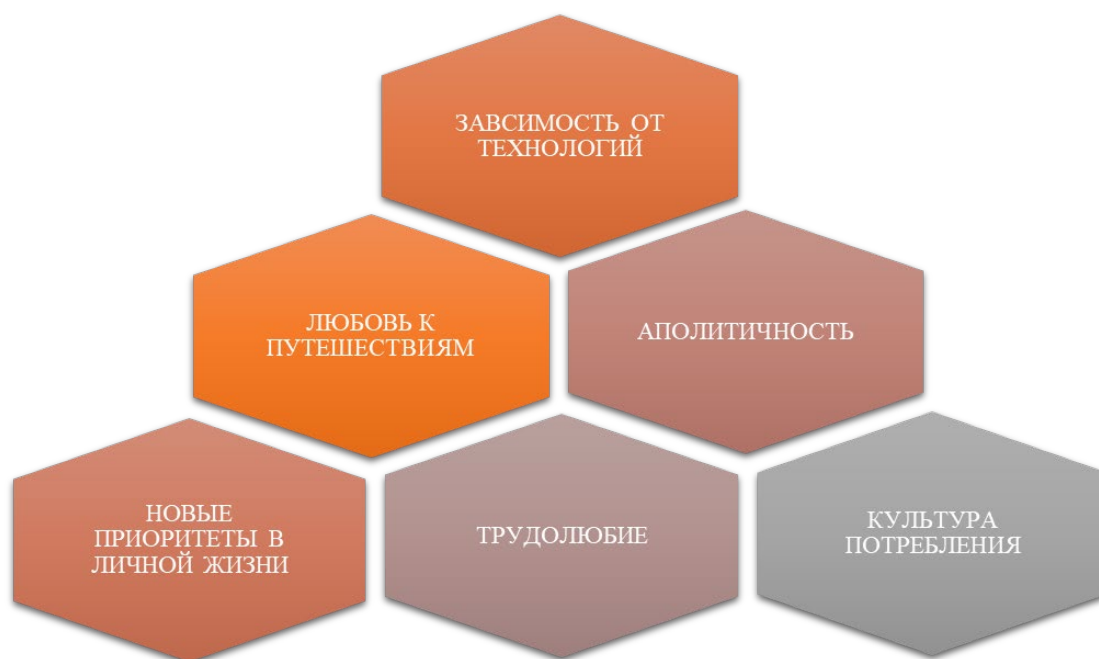 ЗАВСИМОСТЬ ОТ
ТЕХНОЛОГИЙ
ЛЮБОВЬ К
ПУТЕШЕСТВИЯМ
АПОЛИТИЧНОСТЬ
НОВЫЕ
ПРИОРИТЕТЫ В
ЛИЧНОЙ ЖИЗНИ
ТРУДОЛЮБИЕ
КУЛЬТУРА
ПОТРЕБЛЕНИЯ